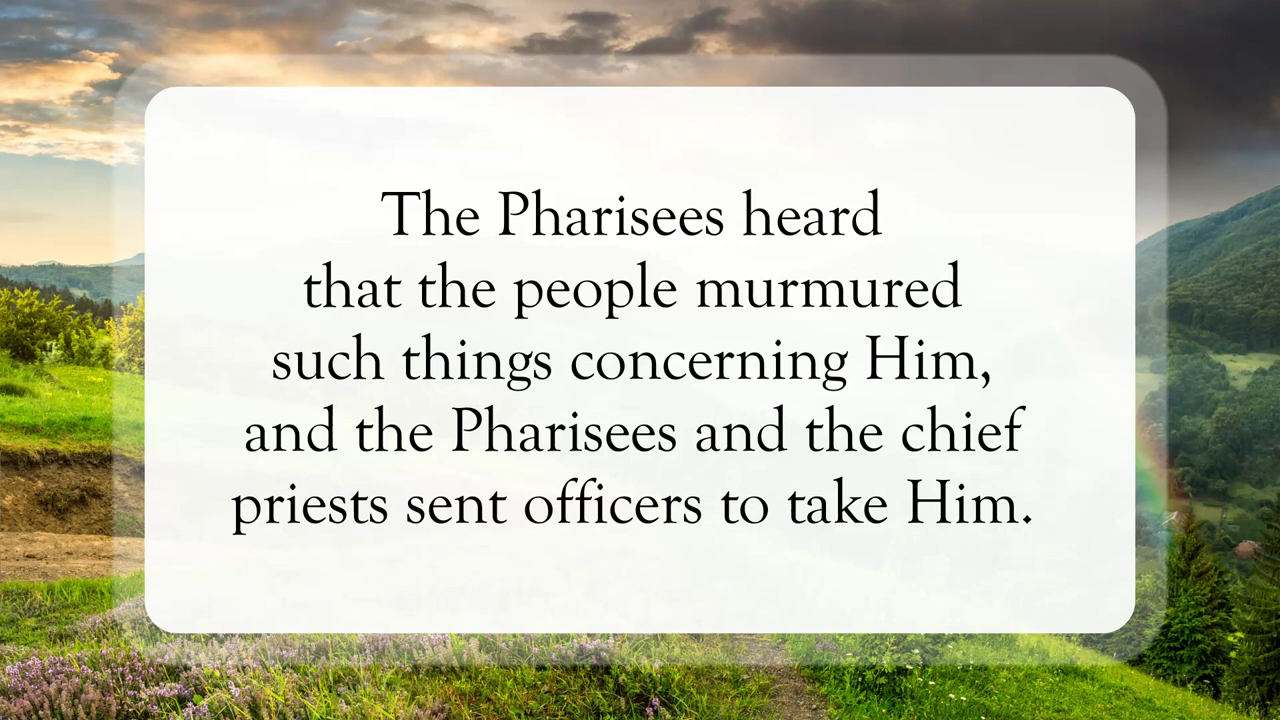 The Pharisees heard
that the people murmured
such things concerning Him,
and the Pharisees and the chief
priests sent officers to take Him.